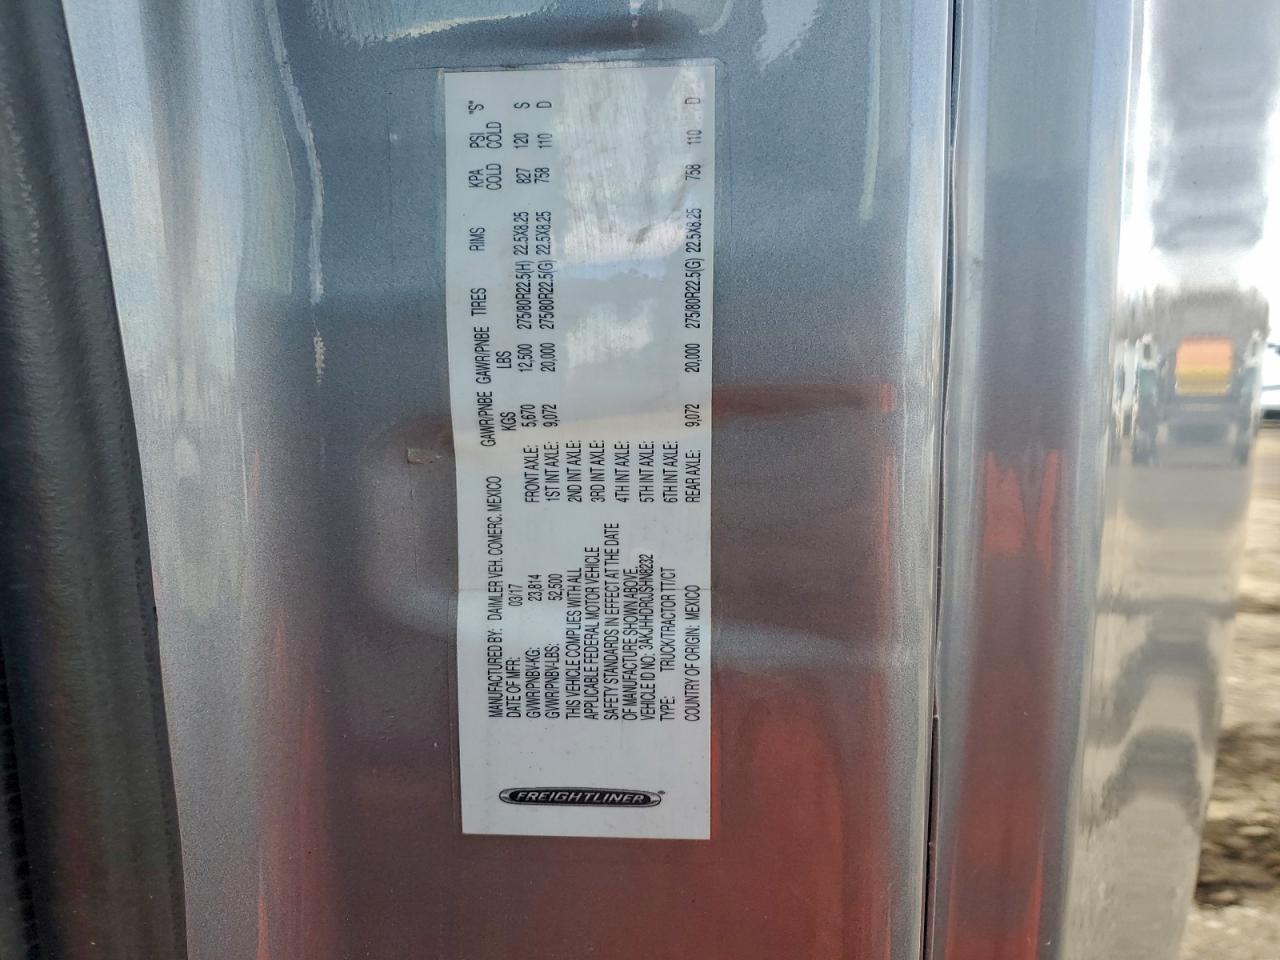 FREIGHTLINER®
MANUFACTURED BY: DAIMLER VEH. COMERC. MEXICO
DATE OF MFR: 03/17
GVWR/PNBV-KG: 23,814
GVWR/PNBV-LBS: 52,500
THIS VEHICLE COMPLIES WITH ALL
APPLICABLE FEDERAL MOTOR VEHICLE
SAFETY STANDARDS IN EFFECT AT THE DATE
OF MANUFACTURE SHOWN ABOVE.
VEHICLE ID NO: 3AKJHHDR0JSHN8232
TYPE: TRUCK/TRACTOR TT/CT
COUNTRY OF ORIGIN: MEXICO
GAWR/PNBE GAWR/PNBE TIRES RIMS KPA PSI "S"
KGS LBS COLD COLD
FRONT AXLE: 5,670 12,500 275/80R22.5(H) 22.5X8.25 827 120 S
1ST INT AXLE: 9,072 20,000 275/80R22.5(G) 22.5X8.25 758 110 D
2ND INT AXLE:
3RD INT AXLE:
4TH INT AXLE:
5TH INT AXLE:
6TH INT AXLE:
REAR AXLE: 9,072 20,000 275/80R22.5(G) 22.5X8.25 758 110 D